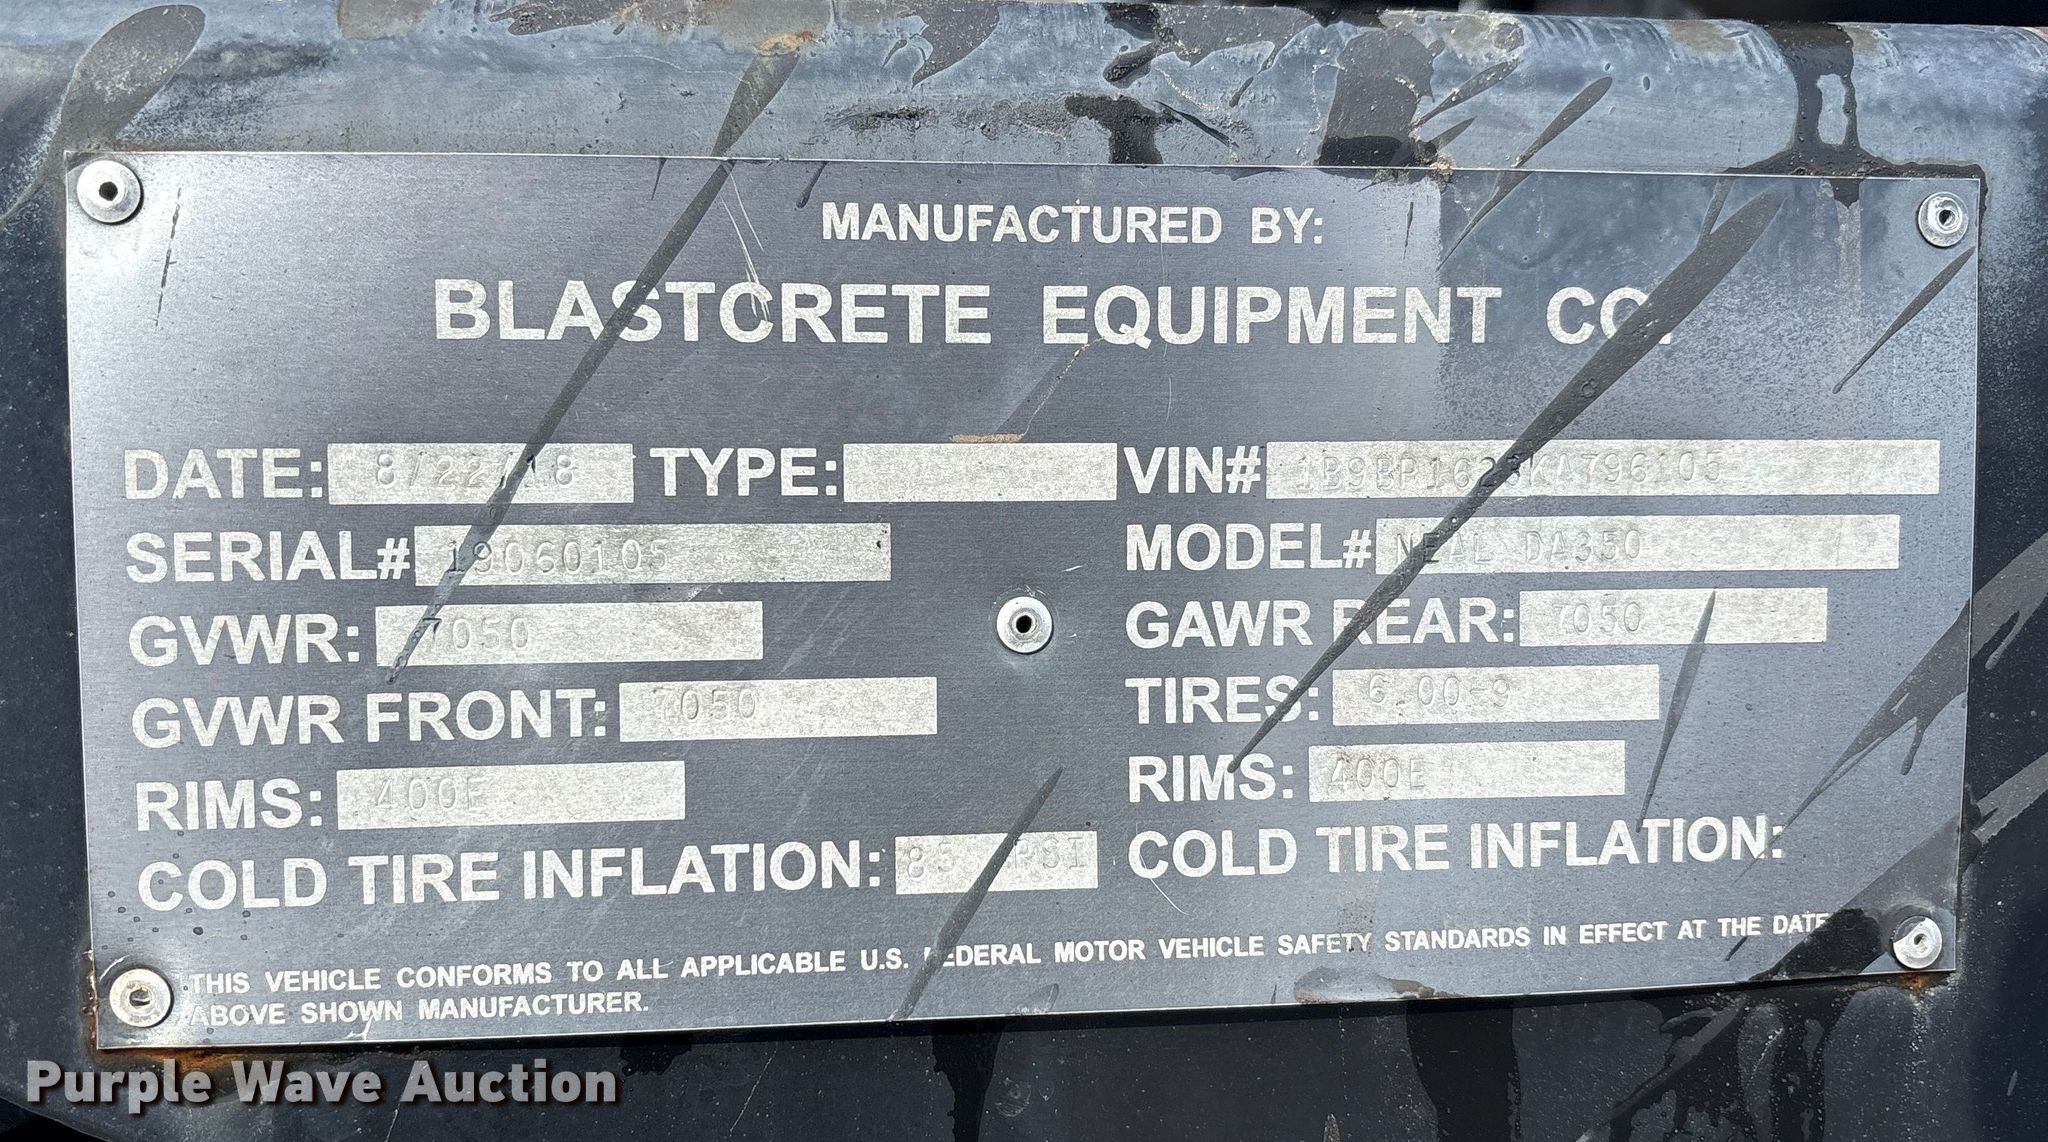 MANUFACTURED BY:
BLASTCRETE EQUIPMENT CO.
DATE: 8/22/18 TYPE: VIN# 1B9BP1623KA796105
SERIAL# 19060105 MODEL# NEAL DA350
GVWR: 7050 GAWR REAR: 7050
GVWR FRONT: 7050 TIRES: 6.00-9
RIMS: 400E RIMS: 400E
COLD TIRE INFLATION: 85 PSI COLD TIRE INFLATION:
THIS VEHICLE CONFORMS TO ALL APPLICABLE U.S. FEDERAL MOTOR VEHICLE SAFETY STANDARDS IN EFFECT AT THE DATE
ABOVE SHOWN MANUFACTURER.
Purple Wave Auction